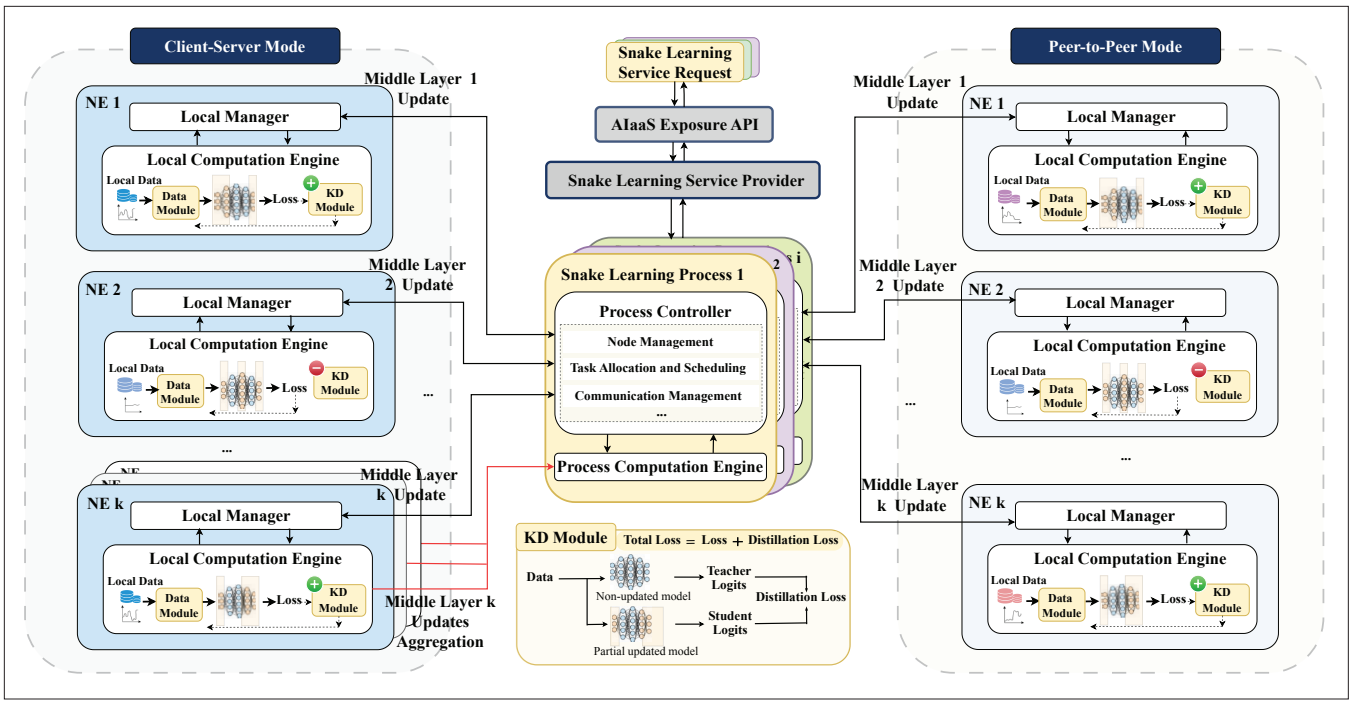 Client-Server Mode
NE 1
Local Manager
Local Computation Engine
Local Data
Data
Module
Loss
KD
Module
Middle Layer 1
Update
NE 2
Local Manager
Local Computation Engine
Local Data
Data
Module
Loss
KD
Module
Middle Layer
2 Update
...
...
NE
NE
NE k
Local Manager
Local Computation Engine
Local Data
Data
Module
Loss
KD
Module
Middle Layer
k Update
Middle Layer k
Updates
Aggregation
Snake Learning
Service Request
AIaaS Exposure API
Snake Learning Service Provider
s i
2
Snake Learning Process 1
Process Controller
Node Management
Task Allocation and Scheduling
Communication Management
...
Process Computation Engine
KD Module
Total Loss = Loss + Distillation Loss
Data
Non-updated model
Teacher
Logits
Distillation Loss
Partial updated model
Student
Logits
Peer-to-Peer Mode
Middle Layer 1
Update
NE 1
Local Manager
Local Computation Engine
Local Data
Data
Module
Loss
KD
Module
Middle Layer
2 Update
NE 2
Local Manager
Local Computation Engine
Local Data
Data
Module
Loss
KD
Module
...
...
Middle Layer
k Update
NE k
Local Manager
Local Computation Engine
Local Data
Data
Module
Loss
KD
Module